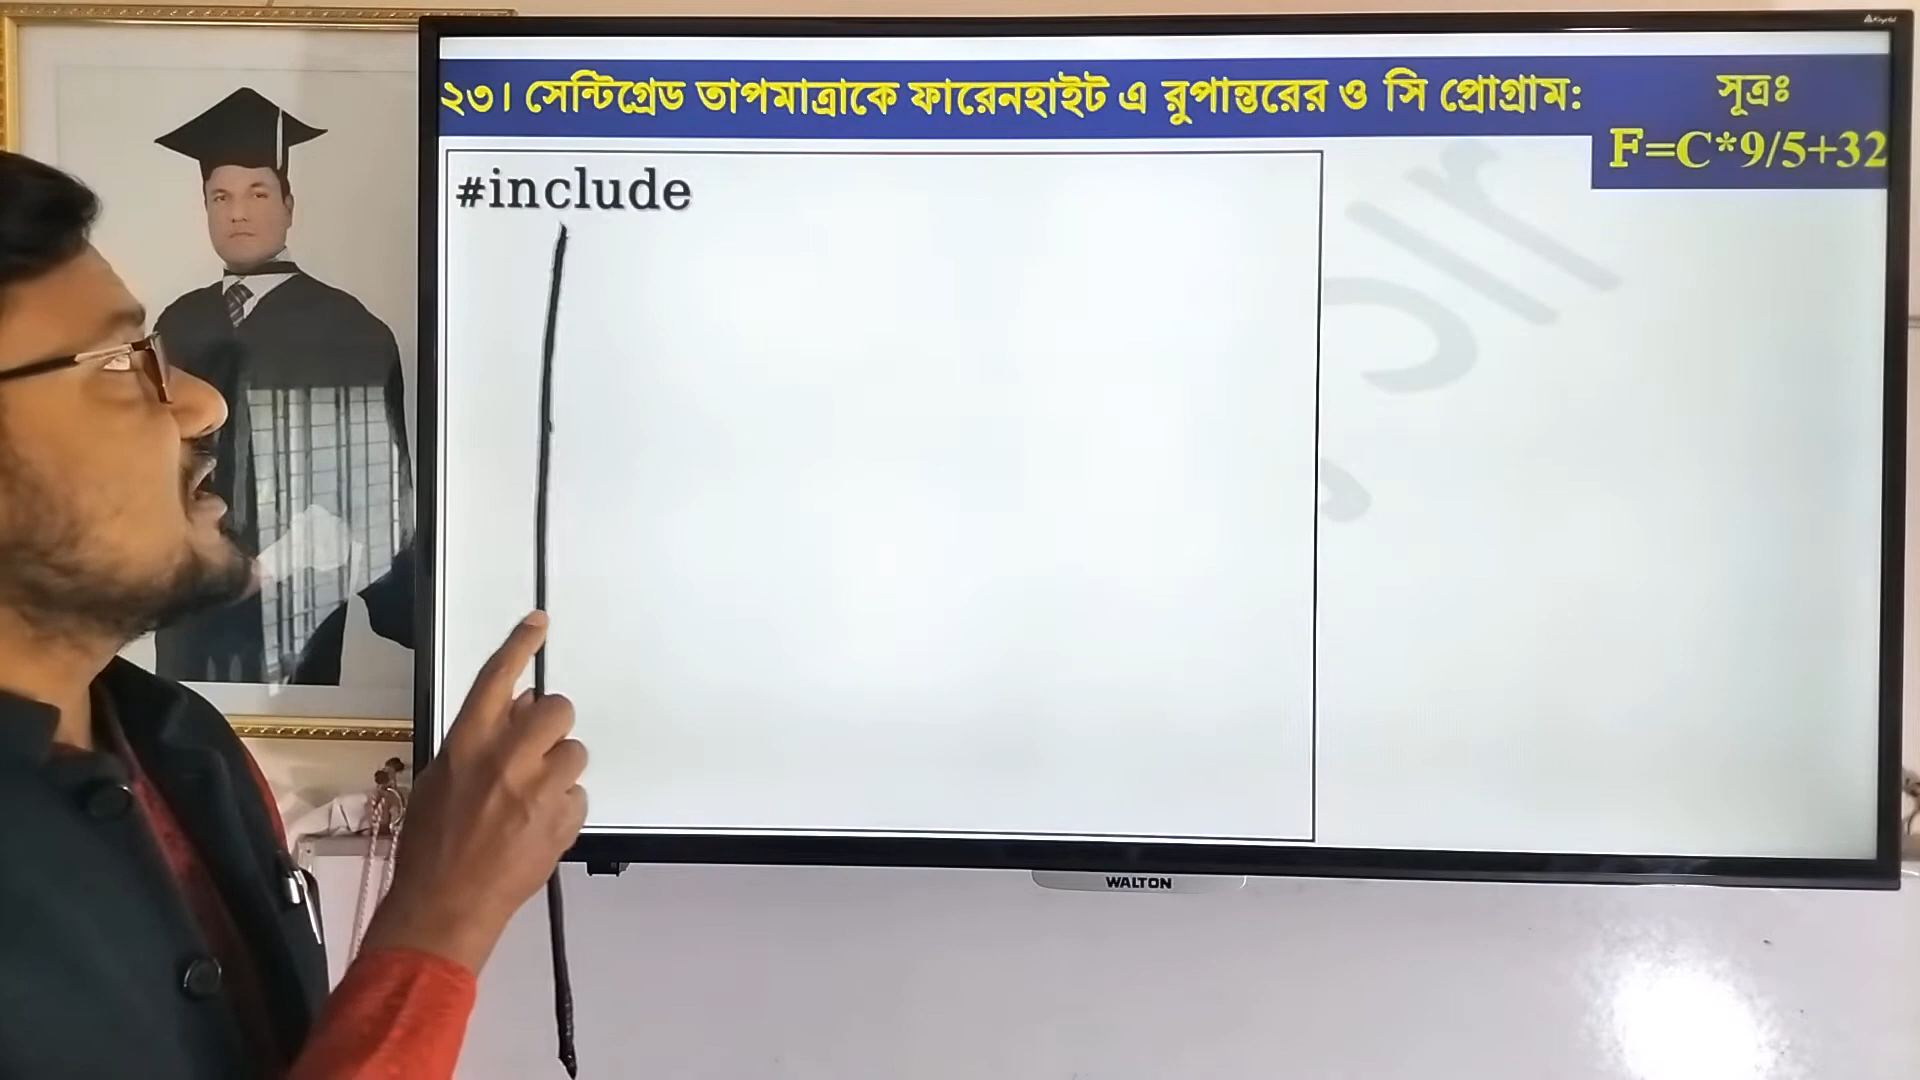 ২৩। সেন্টিগ্রেড তাপমাত্রাকে ফারেনহাইট এ রুপান্তরের ও সি প্রোগ্রাম:
সূত্রঃ
F=C*9/5+32
#include
WALTON